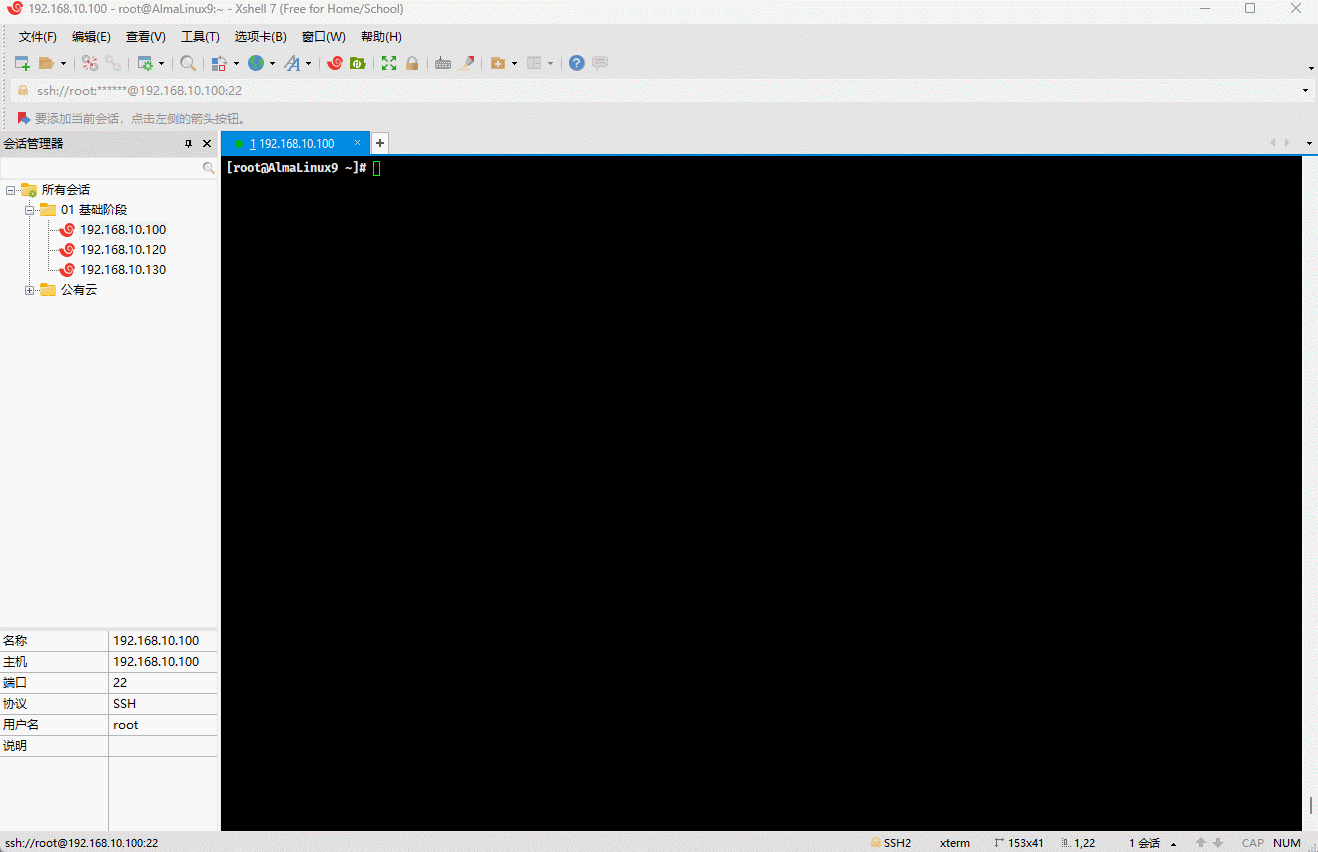 192.168.10.100 - root@AlmaLinux9:~ - Xshell 7 (Free for Home/School)
文件(F) 编辑(E) 查看(V) 工具(T) 选项卡(B) 窗口(W) 帮助(H)
ssh://root:******@192.168.10.100:22
要添加当前会话，点击左侧的箭头按钮。
会话管理器
1 192.168.10.100
[root@AlmaLinux9 ~]#
所有会话
01 基础阶段
192.168.10.100
192.168.10.120
192.168.10.130
公有云
名称 192.168.10.100
主机 192.168.10.100
端口 22
协议 SSH
用户名 root
说明
ssh://root@192.168.10.100:22 SSH2 xterm 153x41 1,22 1 会话 CAP NUM